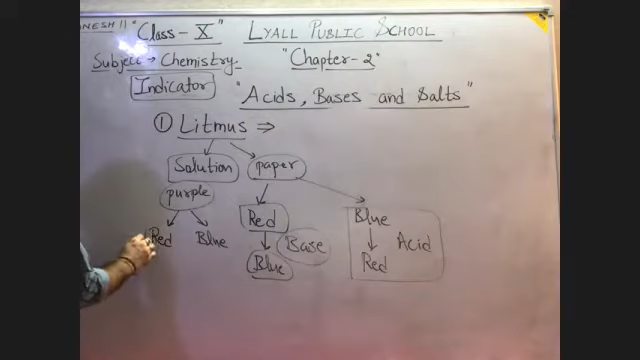 "Class-X" LYALL PUBLIC SCHOOL
Subject → Chemistry. "Chapter-2"
Indicator "Acids, Bases and Salts"
① Litmus ⇒
Solution paper
purple
Red Blue Red Blue
Base Acid
Blue Red